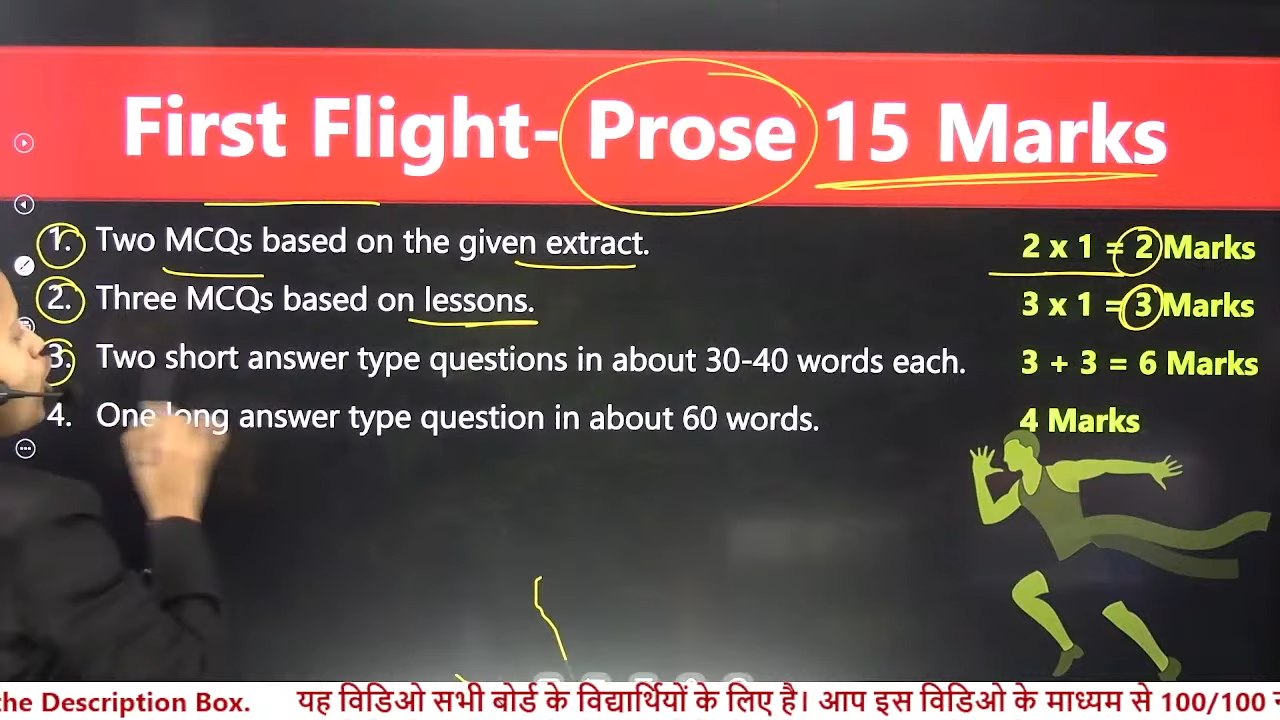 First Flight- Prose 15 Marks
1. Two MCQs based on the given extract. 2 x 1 = 2 Marks
2. Three MCQs based on lessons. 3 x 1 = 3 Marks
3. Two short answer type questions in about 30-40 words each. 3 + 3 = 6 Marks
4. One long answer type question in about 60 words. 4 Marks
the Description Box. यह विडिओ सभी बोर्ड के विद्यार्थियों के लिए है। आप इस विडिओ के माध्यम से 100/100